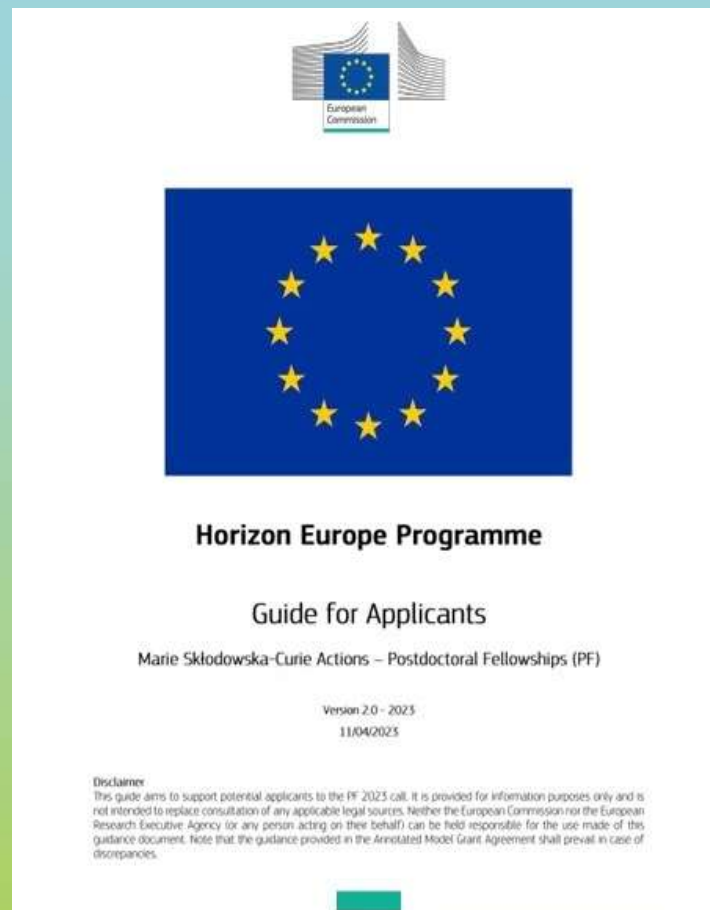 European
Commission
Horizon Europe Programme
Guide for Applicants
Marie Skłodowska-Curie Actions – Postdoctoral Fellowships (PF)
Version 2.0 - 2023
11/04/2023
Disclaimer
This guide aims to support potential applicants to the PF 2023 call. It is provided for information purposes only and is
not intended to replace consultation of any applicable legal sources. Neither the European Commission nor the European
Research Executive Agency (or any person acting on their behalf) can be held responsible for the use made of this
guidance document. Note that the guidance provided in the Annotated Model Grant Agreement shall prevail in case of
discrepancies.